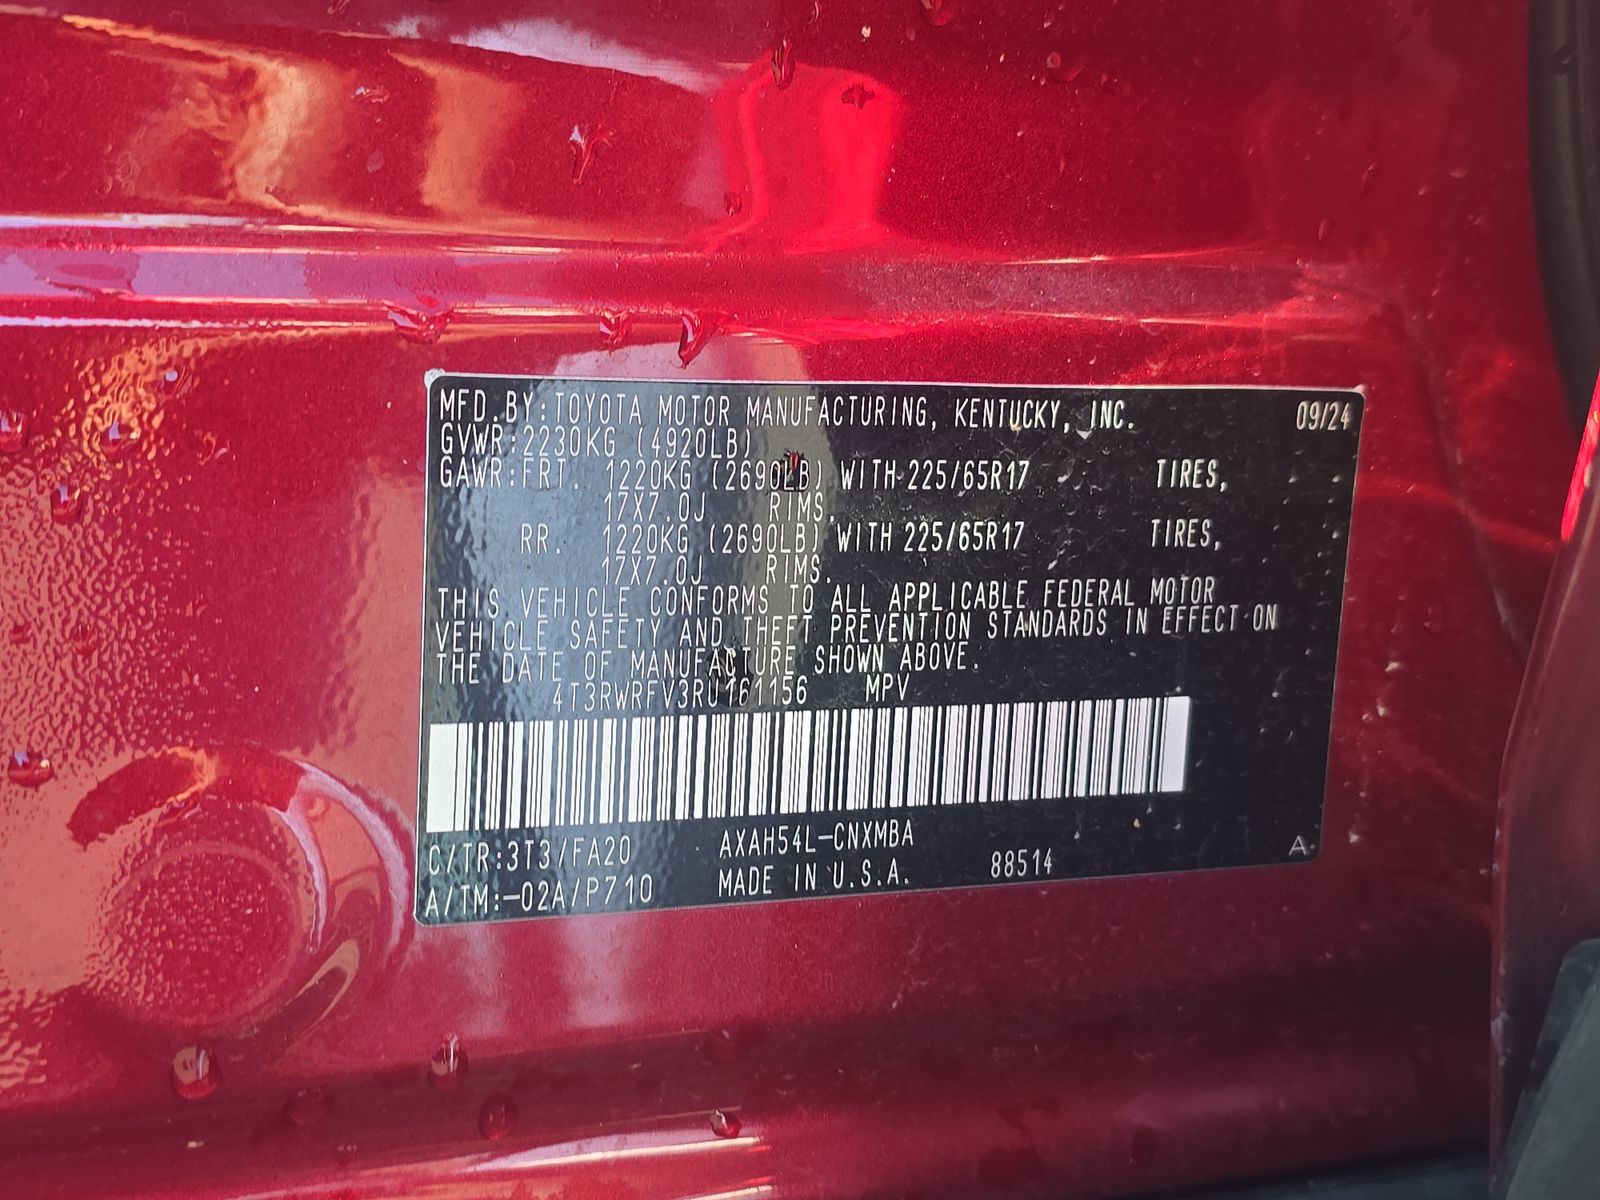 MFD.BY:TOYOTA MOTOR MANUFACTURING, KENTUCKY, INC. 09/24
GVWR:2230KG (4920LB)
GAWR:FRT. 1220KG (2690LB) WITH 225/65R17 TIRES,
17X7.0J RIMS.
RR. 1220KG (2690LB) WITH 225/65R17 TIRES,
17X7.0J RIMS.
THIS VEHICLE CONFORMS TO ALL APPLICABLE FEDERAL MOTOR
VEHICLE SAFETY AND THEFT PREVENTION STANDARDS IN EFFECT ON
THE DATE OF MANUFACTURE SHOWN ABOVE.
4T3RWRFV3RU161156 MPV
C/TR:3T3/FA20 AXAH54L-CNXMBA
A/TM:-02A/P710 MADE IN U.S.A. 88514 A